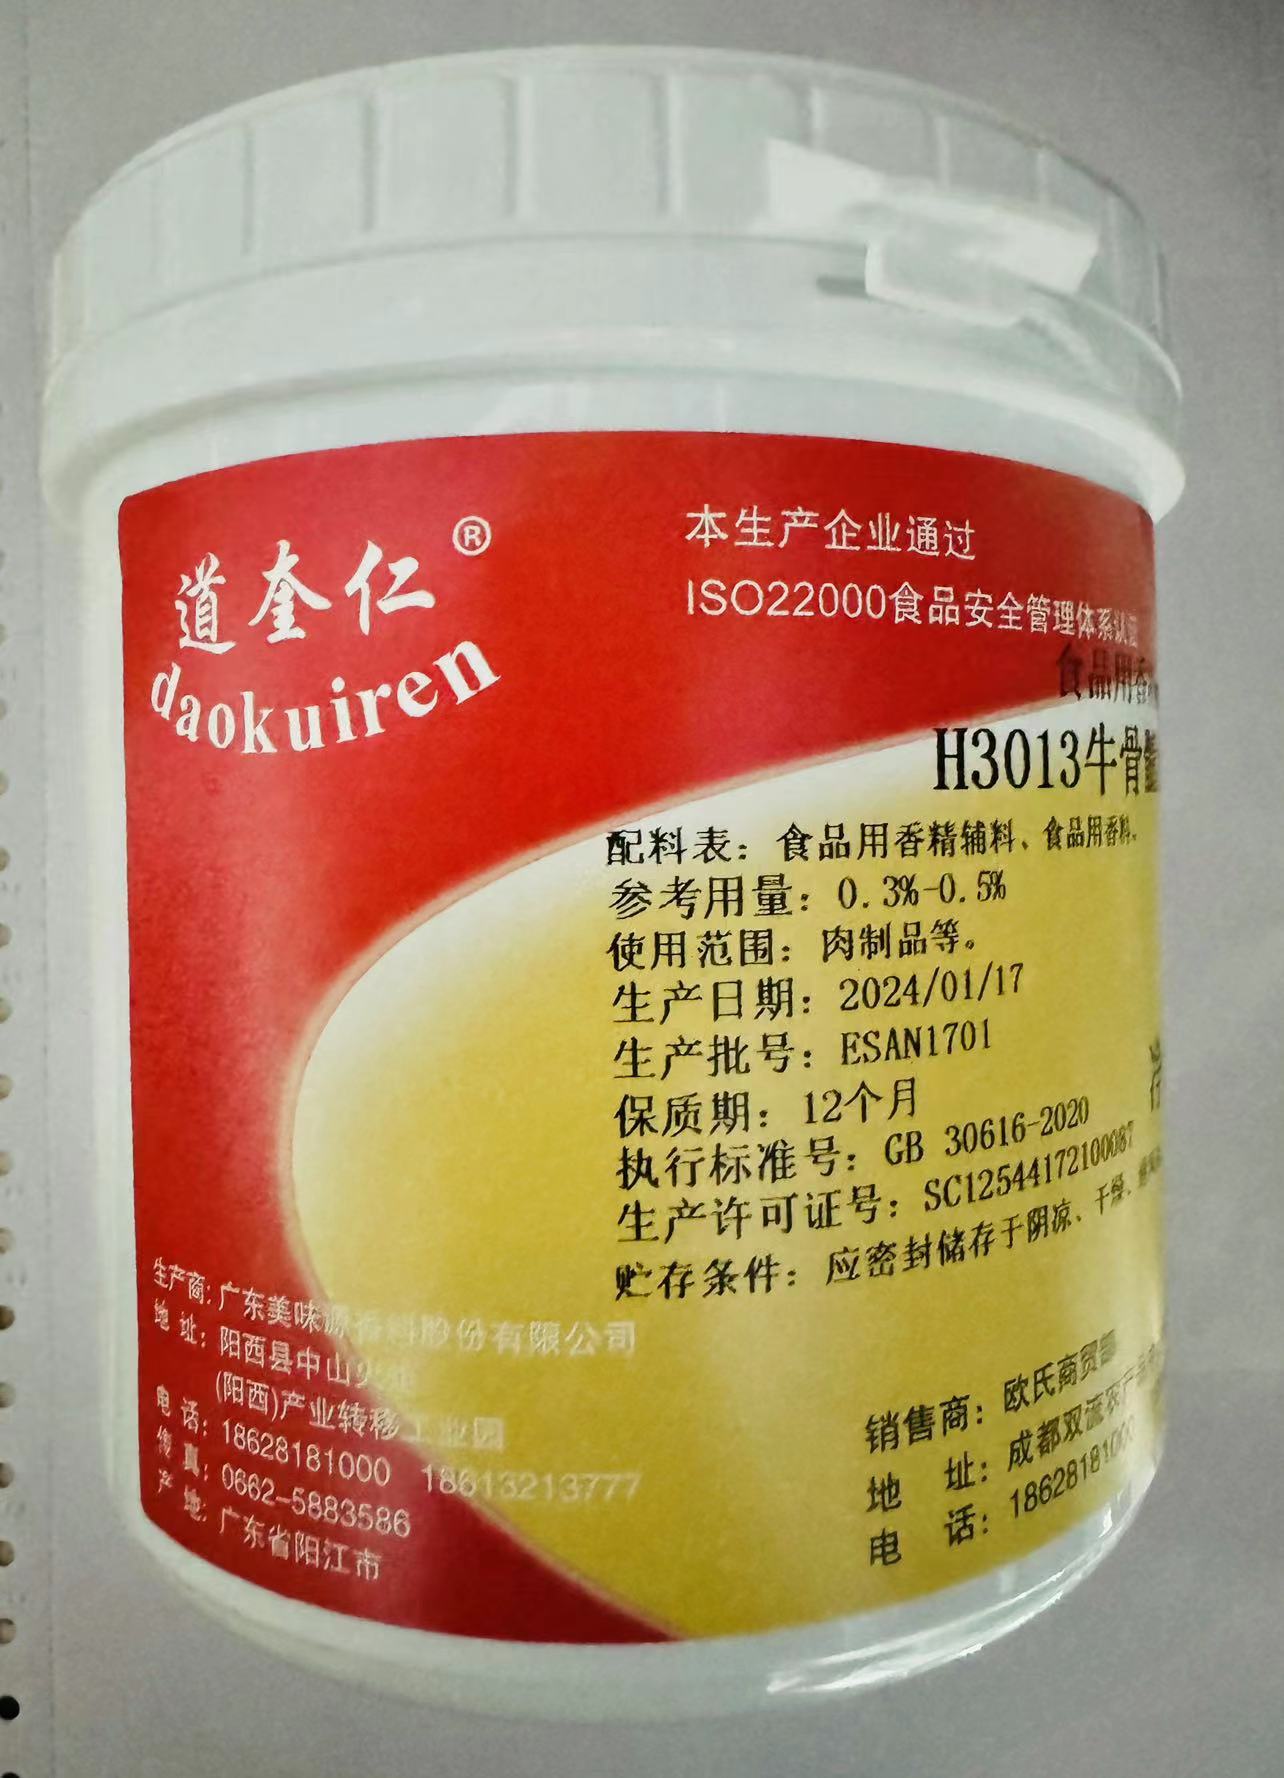 道奎仁®
daokuiren
本生产企业通过
ISO22000食品安全管理体系认证
食品用香
H3013牛骨髓
配料表：食品用香精辅料、食品用香料、
参考用量：0.3%-0.5%
使用范围：肉制品等。
生产日期：2024/01/17
生产批号：ESAN1701
保质期：12个月
执行标准号：GB 30616-2020
生产许可证号：SC12544172100087
贮存条件：应密封储存于阴凉、干燥、
生产商：广东美味源香料股份有限公司
地 址：阳西县中山
(阳西)产业转移工业园
电 话：18628181000 18613213777
传 真：0662-5883586
产 地：广东省阳江市
销售商：欧氏商贸部
地 址：成都双流农产品
电 话：18628181000